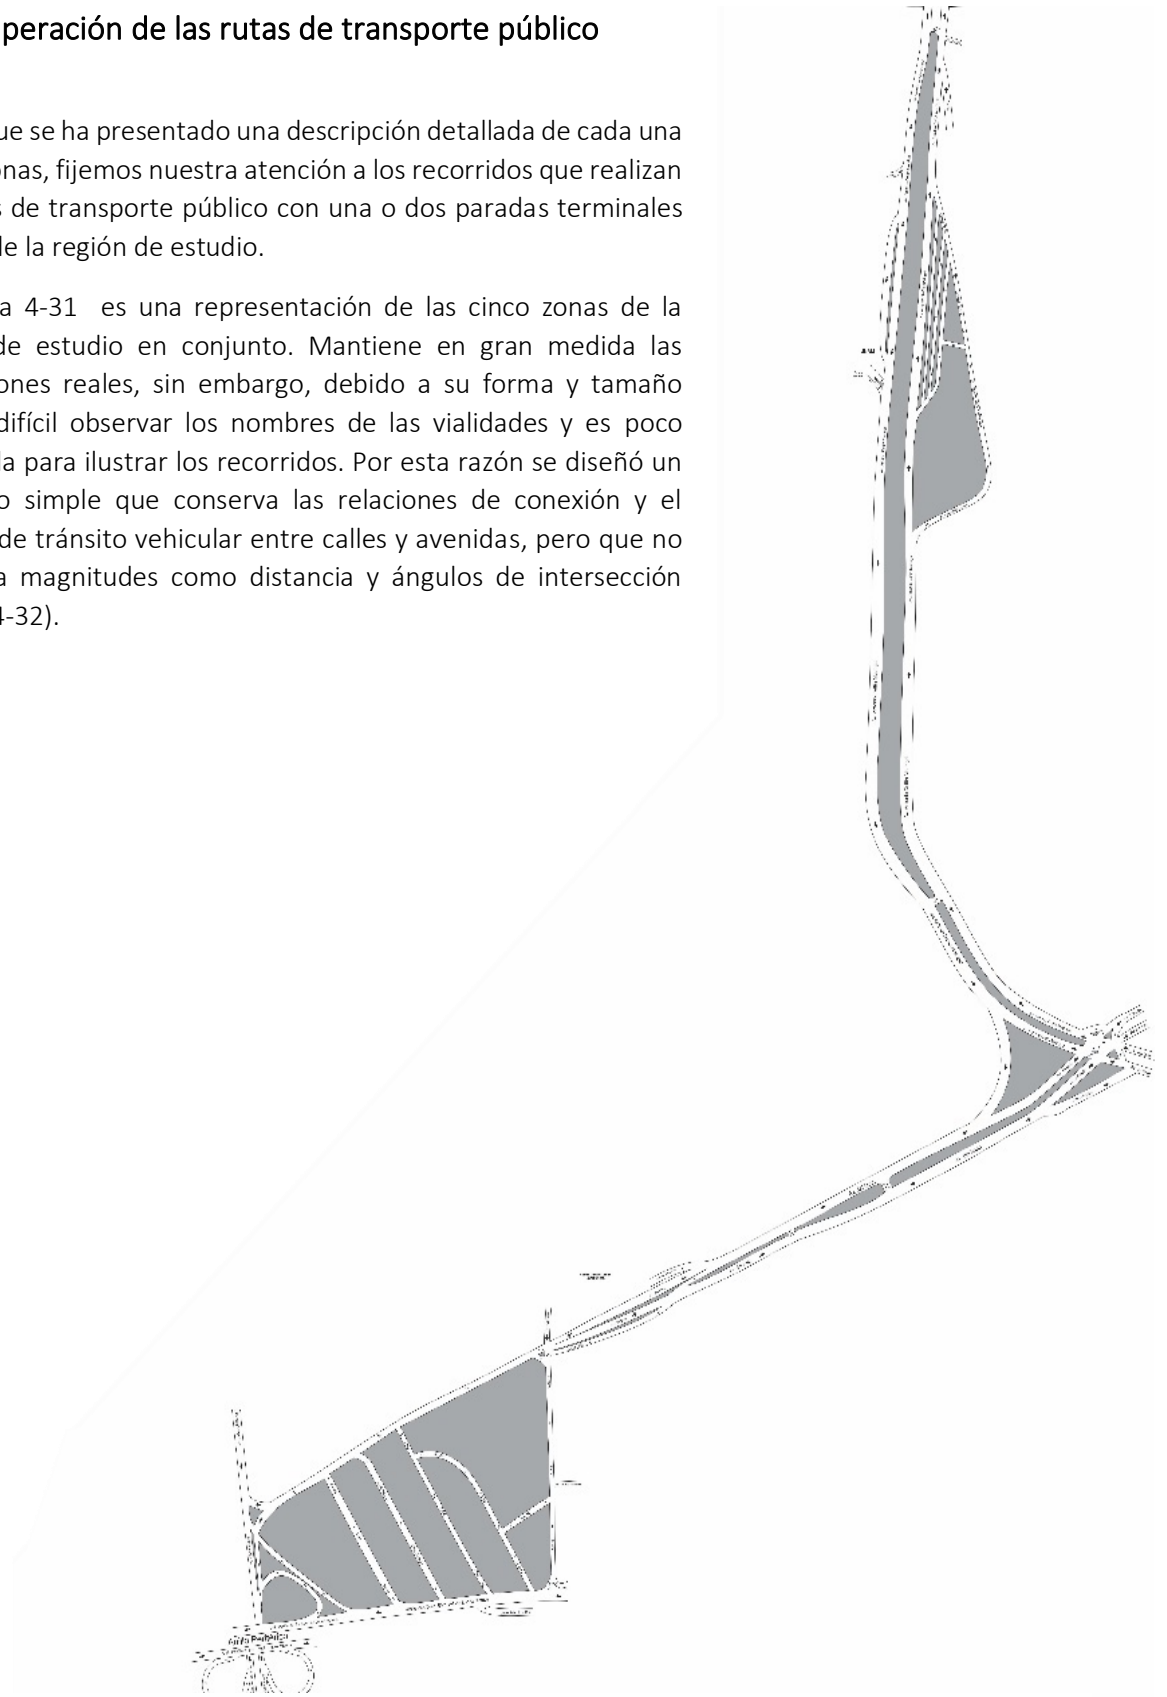 peración de las rutas de transporte público
ue se ha presentado una descripción detallada de cada una
onas, fijemos nuestra atención a los recorridos que realizan
s de transporte público con una o dos paradas terminales
de la región de estudio.
a 4-31 es una representación de las cinco zonas de la
de estudio en conjunto. Mantiene en gran medida las
iones reales, sin embargo, debido a su forma y tamaño
difícil observar los nombres de las vialidades y es poco
da para ilustrar los recorridos. Por esta razón se diseñó un
o simple que conserva las relaciones de conexión y el
de tránsito vehicular entre calles y avenidas, pero que no
a magnitudes como distancia y ángulos de intersección
4-32).